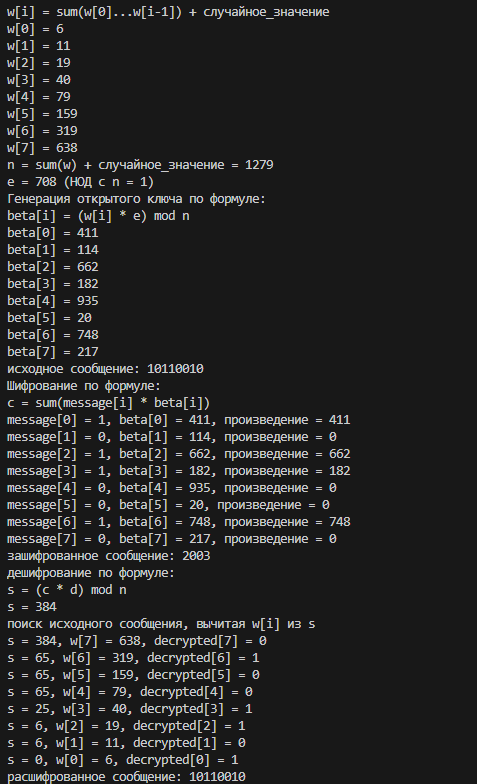 w[i] = sum(w[0]...w[i-1]) + случайное_значение
w[0] = 6
w[1] = 11
w[2] = 19
w[3] = 40
w[4] = 79
w[5] = 159
w[6] = 319
w[7] = 638
n = sum(w) + случайное_значение = 1279
e = 708 (НОД с n = 1)
Генерация открытого ключа по формуле:
beta[i] = (w[i] * e) mod n
beta[0] = 411
beta[1] = 114
beta[2] = 662
beta[3] = 182
beta[4] = 935
beta[5] = 20
beta[6] = 748
beta[7] = 217
исходное сообщение: 10110010
Шифрование по формуле:
c = sum(message[i] * beta[i])
message[0] = 1, beta[0] = 411, произведение = 411
message[1] = 0, beta[1] = 114, произведение = 0
message[2] = 1, beta[2] = 662, произведение = 662
message[3] = 1, beta[3] = 182, произведение = 182
message[4] = 0, beta[4] = 935, произведение = 0
message[5] = 0, beta[5] = 20, произведение = 0
message[6] = 1, beta[6] = 748, произведение = 748
message[7] = 0, beta[7] = 217, произведение = 0
зашифрованное сообщение: 2003
дешифрование по формуле:
s = (c * d) mod n
s = 384
поиск исходного сообщения, вычитая w[i] из s
s = 384, w[7] = 638, decrypted[7] = 0
s = 65, w[6] = 319, decrypted[6] = 1
s = 65, w[5] = 159, decrypted[5] = 0
s = 65, w[4] = 79, decrypted[4] = 0
s = 25, w[3] = 40, decrypted[3] = 1
s = 6, w[2] = 19, decrypted[2] = 1
s = 6, w[1] = 11, decrypted[1] = 0
s = 0, w[0] = 6, decrypted[0] = 1
расшифрованное сообщение: 10110010